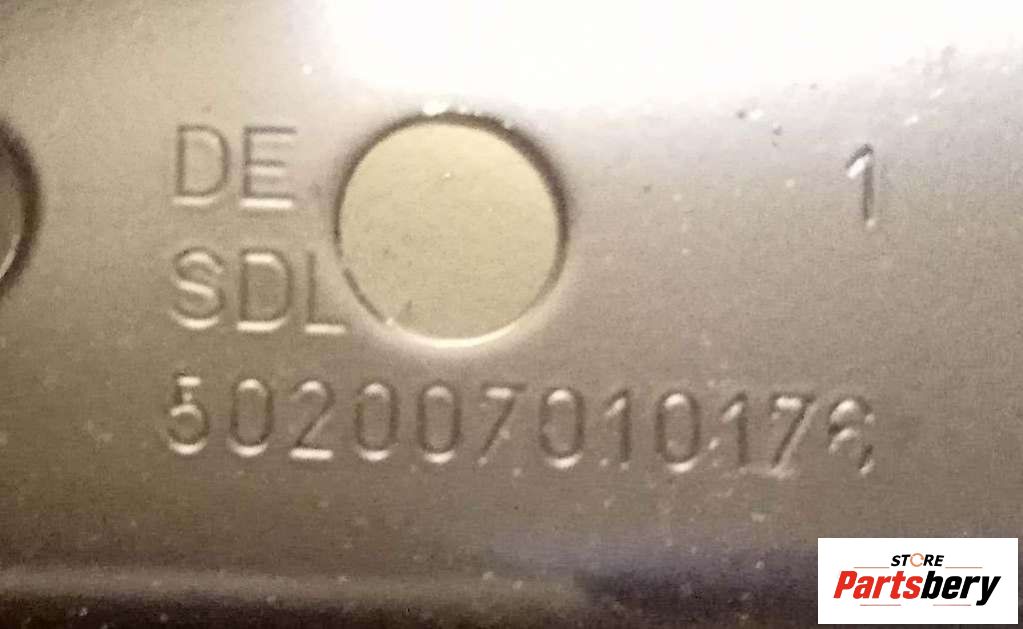 DE
1
SDL
502007010176
STORE
Partsbery